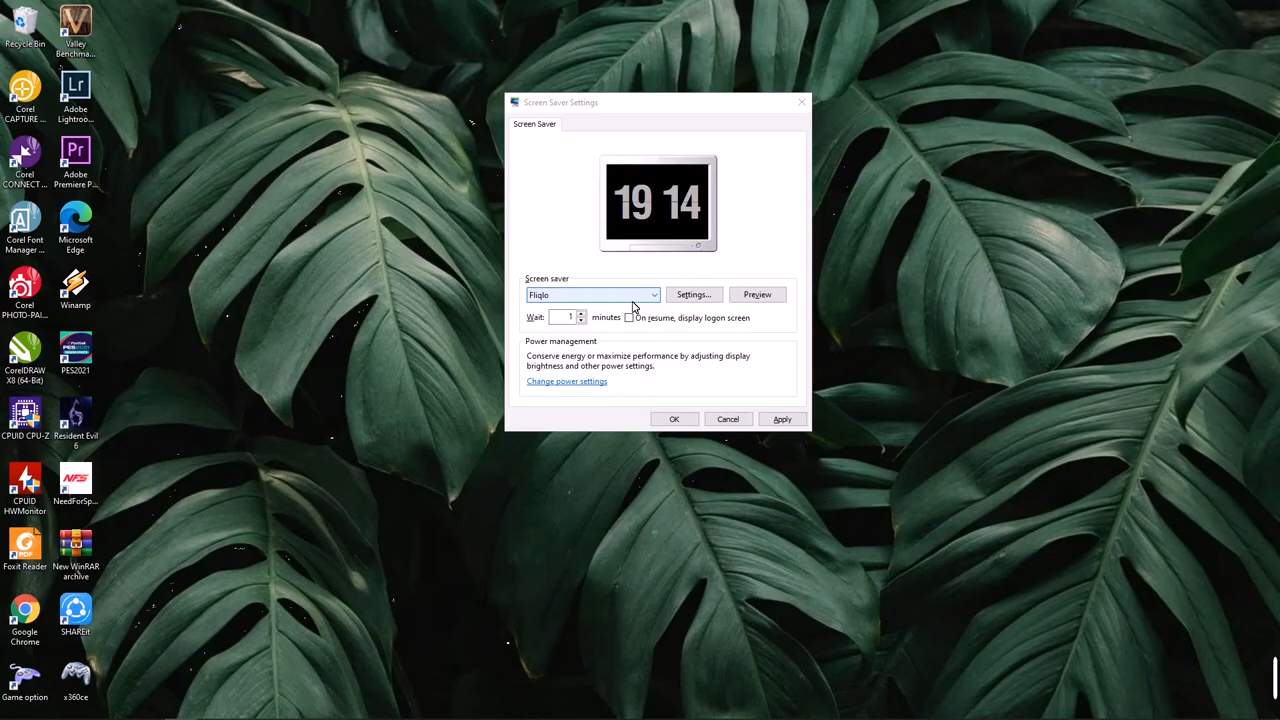 Recycle Bin
Valley
Benchma...
Corel
CAPTURE ...
Adobe
Lightroo...
Corel
CONNECT ...
Adobe
Premiere P...
Corel Font
Manager ...
Microsoft
Edge
Corel
PHOTO-PAI...
Winamp
CorelDRAW
X8 (64-Bit)
PES2021
CPUID CPU-Z
Resident Evil
6
CPUID
HWMonitor
NFS
NeedForSp...
Foxit Reader
New WinRAR
archive
Google
Chrome
SHAREit
Game option
x360ce
Screen Saver Settings
Screen Saver
19 14
Screen saver
Fliqlo
Settings...
Preview
Wait: 1 minutes
On resume, display logon screen
Power management
Conserve energy or maximize performance by adjusting display
brightness and other power settings.
Change power settings
OK
Cancel
Apply